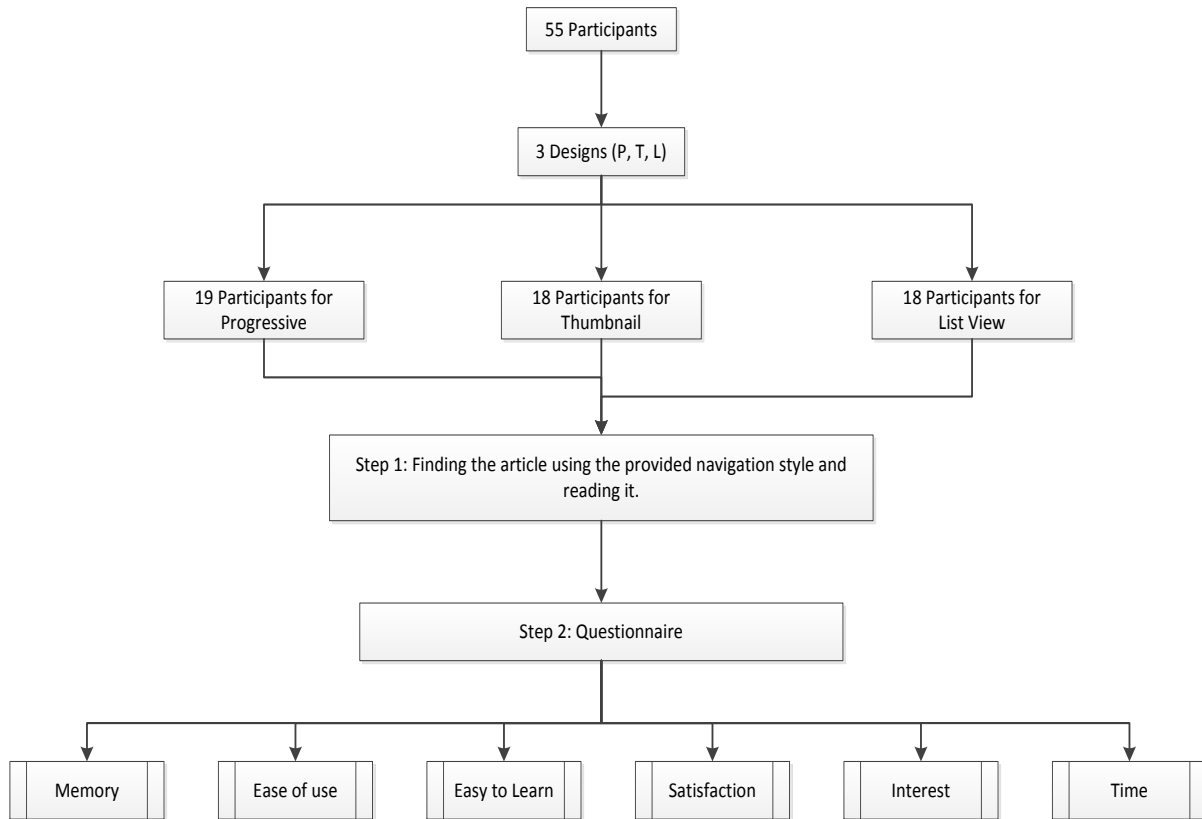 55 Participants
3 Designs (P, T, L)
19 Participants for
Progressive
18 Participants for
Thumbnail
18 Participants for
List View
Step 1: Finding the article using the provided navigation style and
reading it.
Step 2: Questionnaire
Memory
Ease of use
Easy to Learn
Satisfaction
Interest
Time